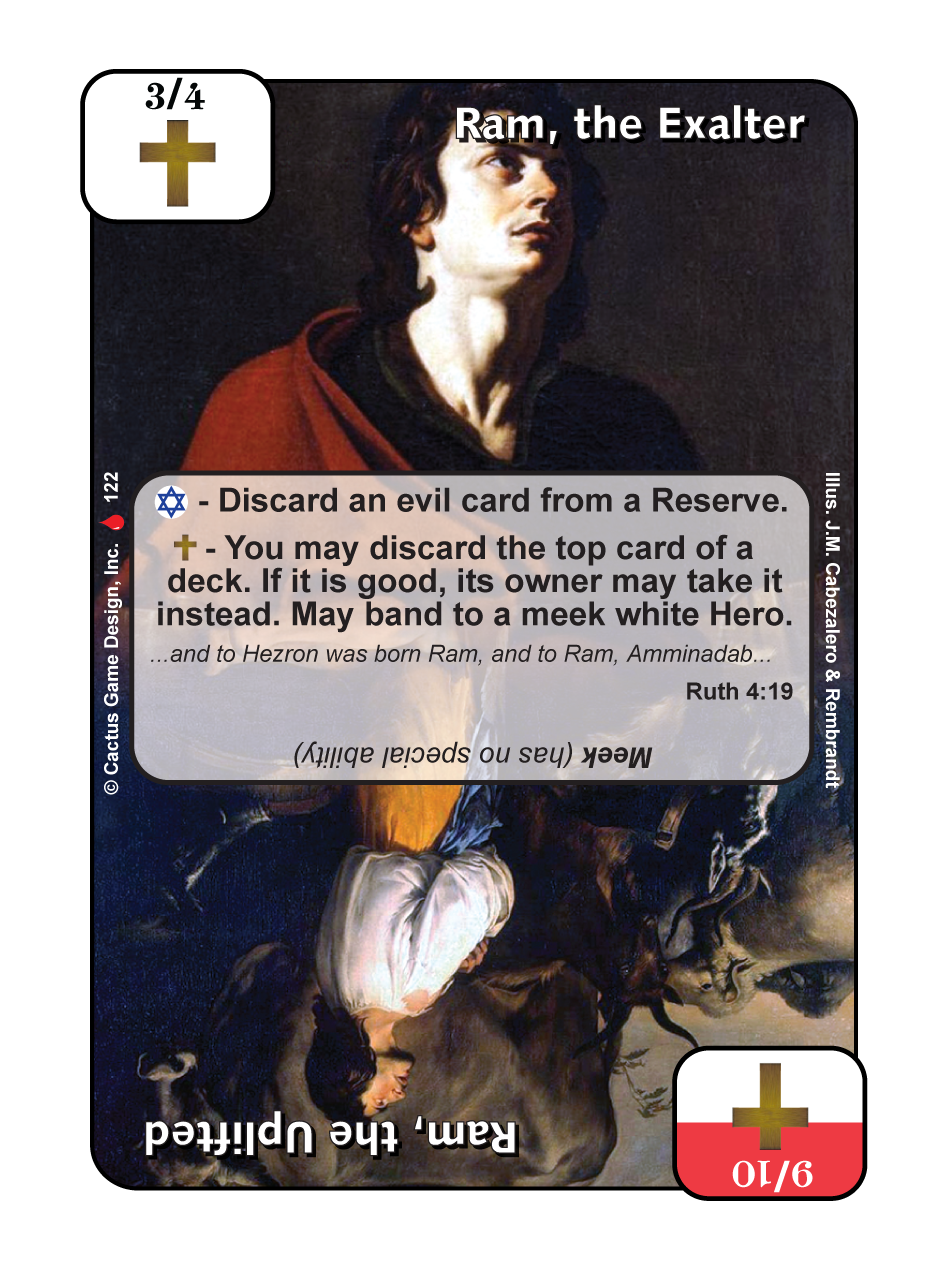 3/4
Ram, the Exalter
- Discard an evil card from a Reserve.
- You may discard the top card of a
deck. If it is good, its owner may take it
instead. May band to a meek white Hero.
...and to Hezron was born Ram, and to Ram, Amminadab...
Ruth 4:19
Meek (has no special ability)
© Cactus Game Design, Inc. 122
Illus. J.M. Cabezalero & Rembrandt
Ram, the Uplifted
9/10